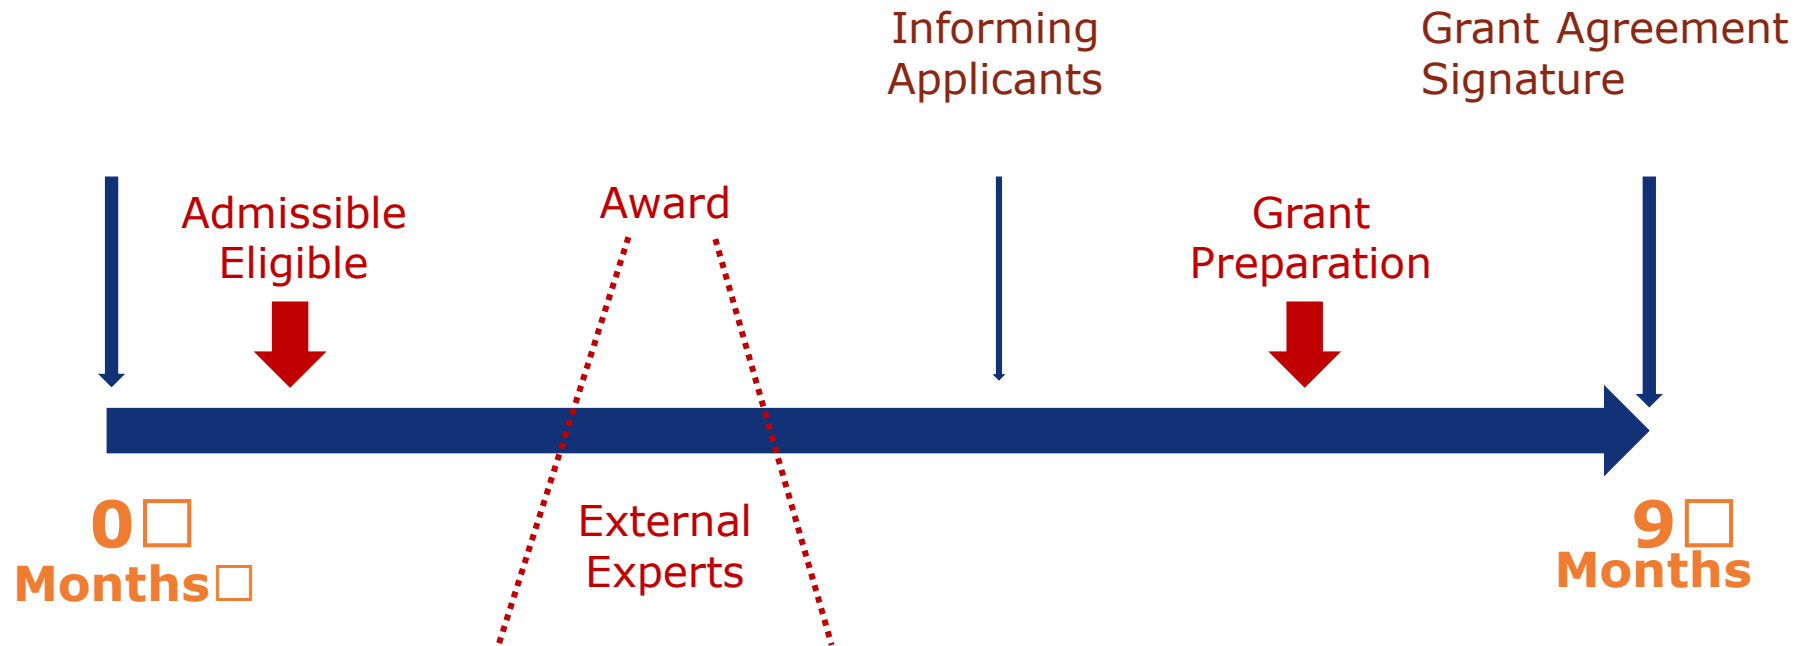 Informing
Applicants
Grant Agreement
Signature
Admissible
Eligible
Award
Grant
Preparation
0□
Months□
External
Experts
9□
Months